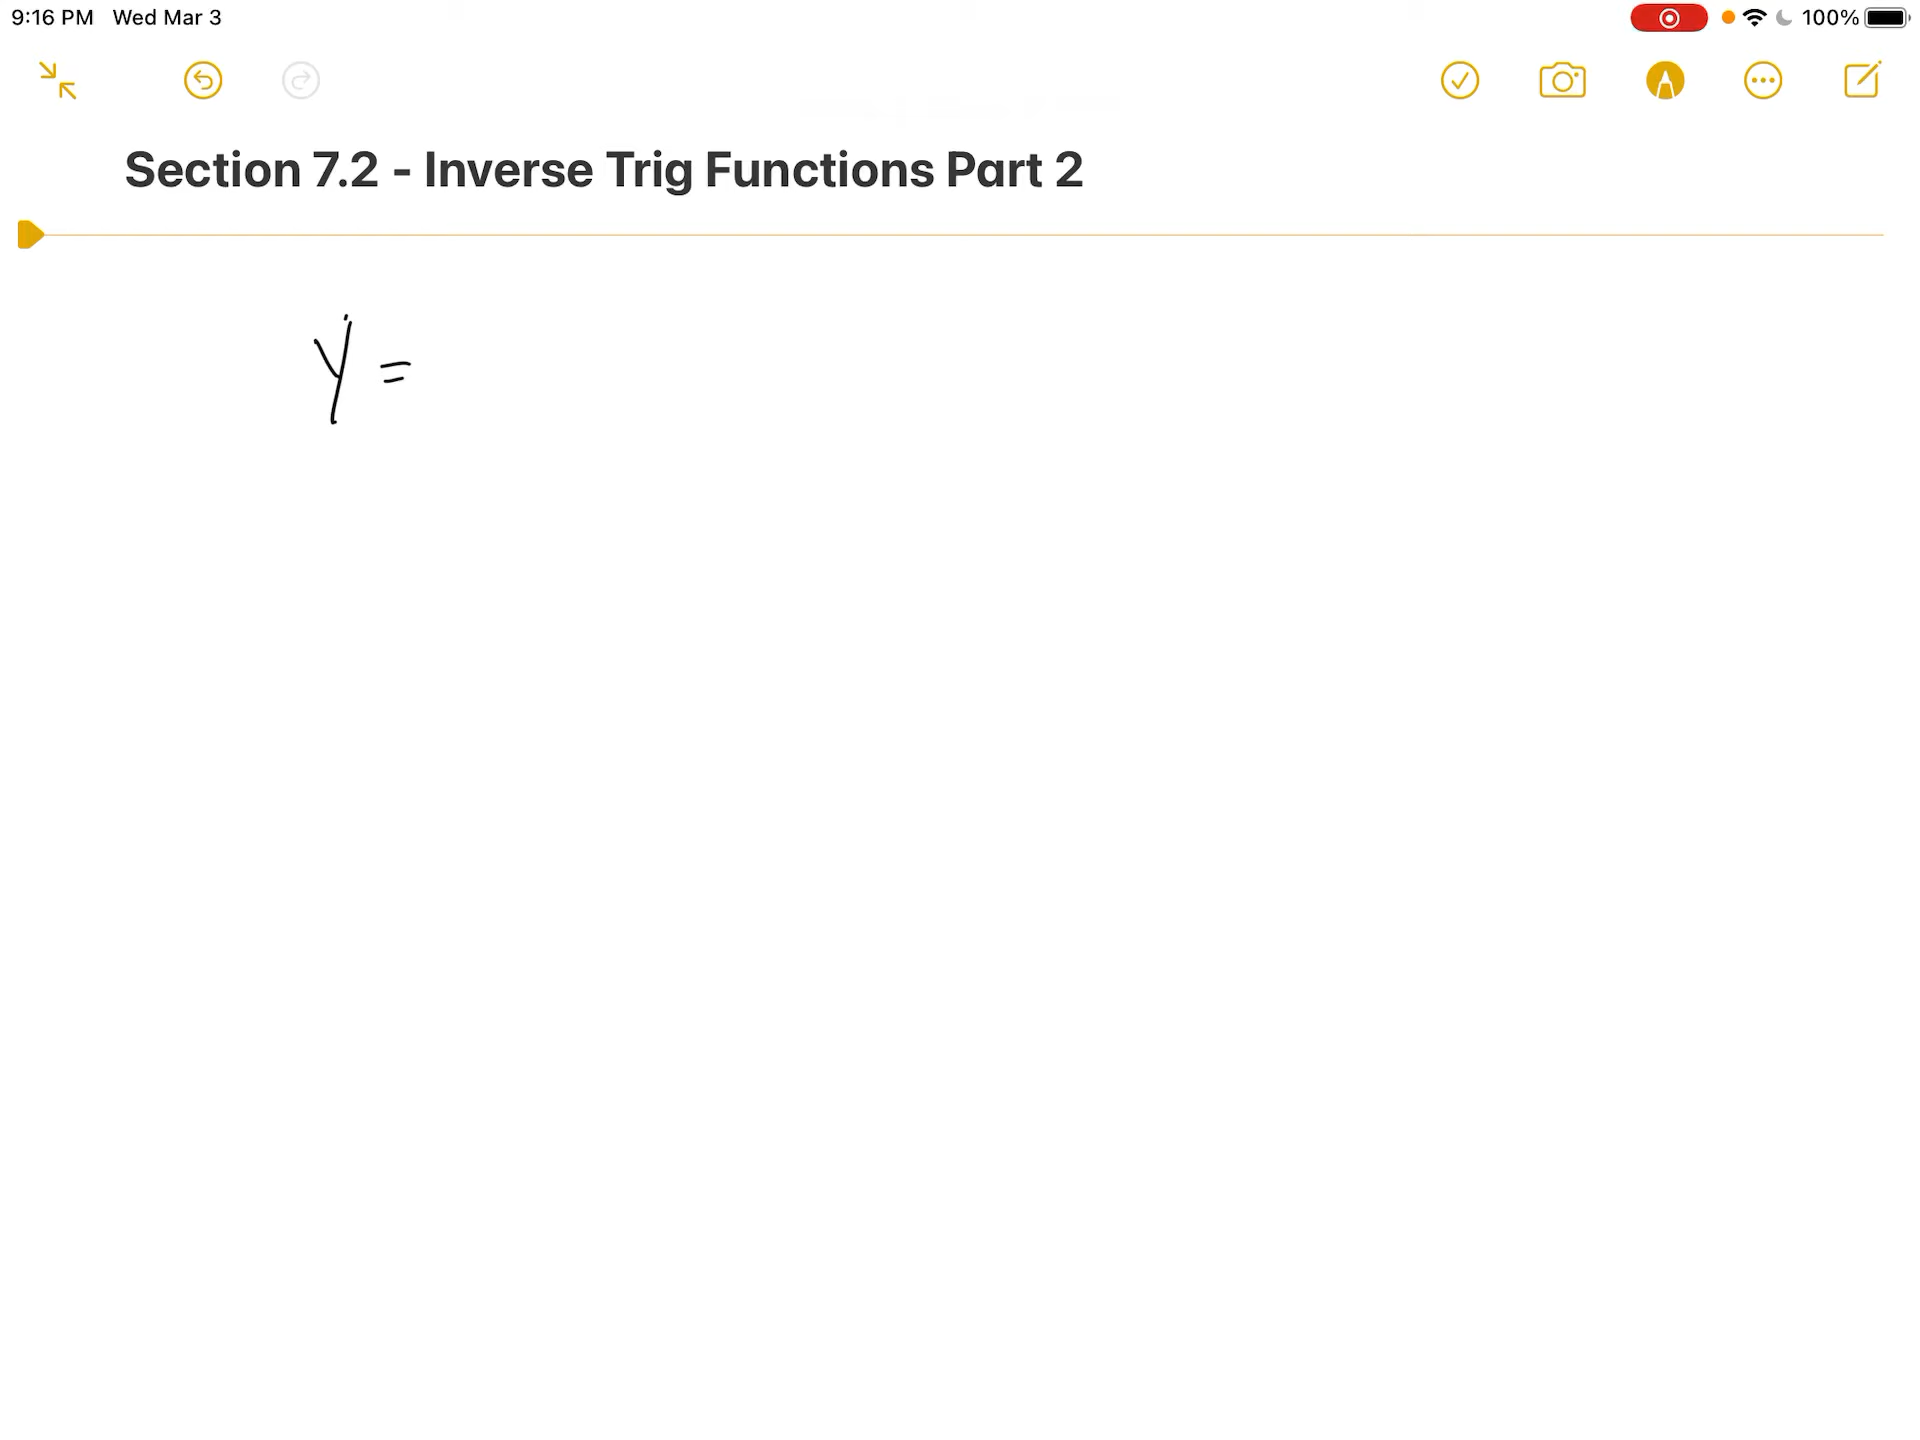 9:16 PM Wed Mar 3 100%
Section 7.2 - Inverse Trig Functions Part 2
y =